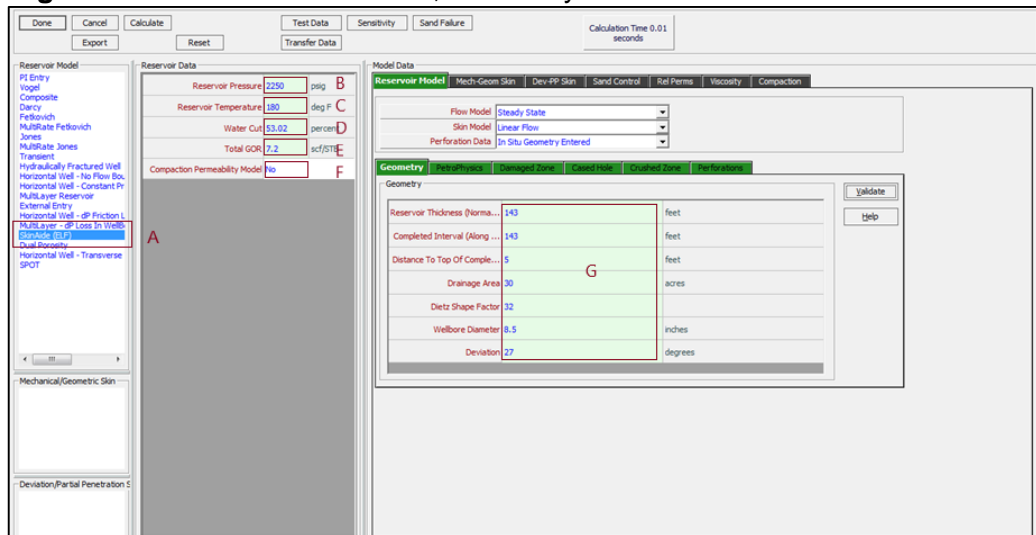 Done Cancel Calculate Test Data Sensitivity Sand Failure
Export Reset Transfer Data
Calculation Time 0.01
seconds
Reservoir Model
PI Entry
Vogel
Composite
Darcy
Fetkovich
MultiRate Fetkovich
Jones
MultiRate Jones
Transient
Hydraulically Fractured Well
Horizontal Well - No Flow Bou
Horizontal Well - Constant Pr
MultiLayer Reservoir
External Entry
Horizontal Well - dP Friction L
MultiLayer - dP Loss In WellB
SkinAide (ELF)
Dual Porosity
Horizontal Well - Transverse
SPOT
A
Mechanical/Geometric Skin
Deviation/Partial Penetration S
Reservoir Data
Reservoir Pressure 2250 psig B
Reservoir Temperature 180 deg F C
Water Cut 53.02 percent D
Total GOR 7.2 scf/STB E
Compaction Permeability Model No F
Model Data
Reservoir Model Mech-Geom Skin Dev-PP Skin Sand Control Rel Perms Viscosity Compaction
Flow Model Steady State
Skin Model Linear Flow
Perforation Data In Situ Geometry Entered
Geometry PetroPhysics Damaged Zone Cased Hole Crushed Zone Perforations
Geometry
Reservoir Thickness (Norma... 143 feet
Completed Interval (Along ... 143 feet
Distance To Top Of Comple... 5 feet
G
Drainage Area 30 acres
Dietz Shape Factor 32
Wellbore Diameter 8.5 inches
Deviation 27 degrees
Validate
Help